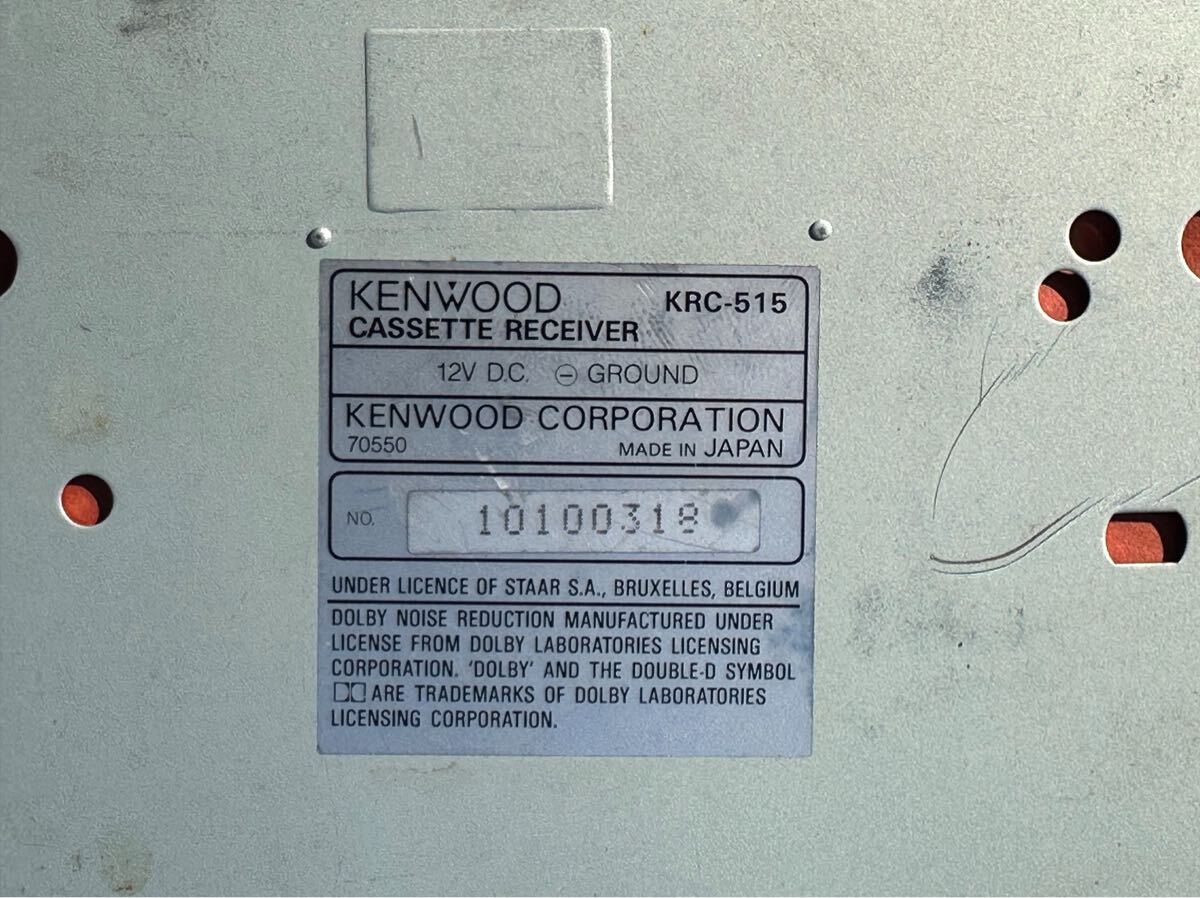 KENWOOD KRC-515
CASSETTE RECEIVER
12V D.C. ⊖ GROUND
KENWOOD CORPORATION
70550 MADE IN JAPAN
NO. 10100318
UNDER LICENCE OF STAAR S.A., BRUXELLES, BELGIUM
DOLBY NOISE REDUCTION MANUFACTURED UNDER
LICENSE FROM DOLBY LABORATORIES LICENSING
CORPORATION. 'DOLBY' AND THE DOUBLE-D SYMBOL
ARE TRADEMARKS OF DOLBY LABORATORIES
LICENSING CORPORATION.